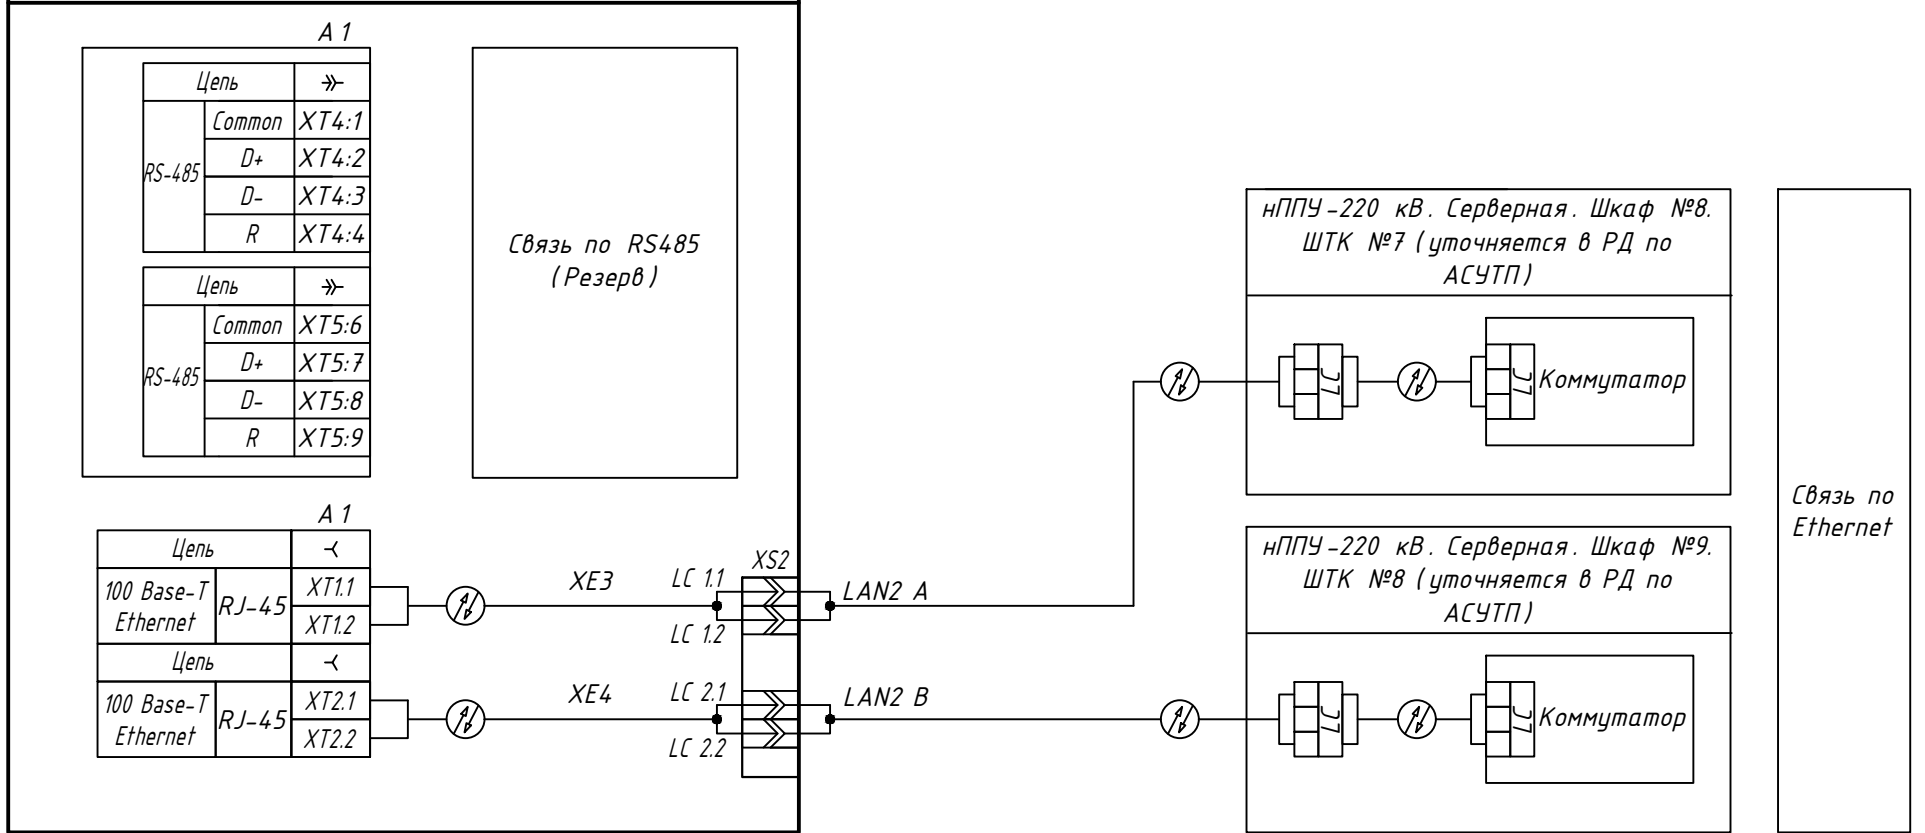 А1
Цепь
RS-485
Common XT4:1
D+ XT4:2
D- XT4:3
R XT4:4
Цепь
RS-485
Common XT5:6
D+ XT5:7
D- XT5:8
R XT5:9
Связь по RS485
(Резерв)
А1
Цепь
100 Base-T
Ethernet
RJ-45
XT1.1
XT1.2
Цепь
100 Base-T
Ethernet
RJ-45
XT2.1
XT2.2
XE3
XE4
LC 1.1
LC 1.2
LC 2.1
LC 2.2
XS2
LAN2 A
LAN2 B
нППУ-220 кВ. Серверная. Шкаф №8.
ШТК №7 (уточняется в РД по
АСУТП)
LC
LC
Коммутатор
нППУ-220 кВ. Серверная. Шкаф №9.
ШТК №8 (уточняется в РД по
АСУТП)
LC
LC
Коммутатор
Связь по
Ethernet